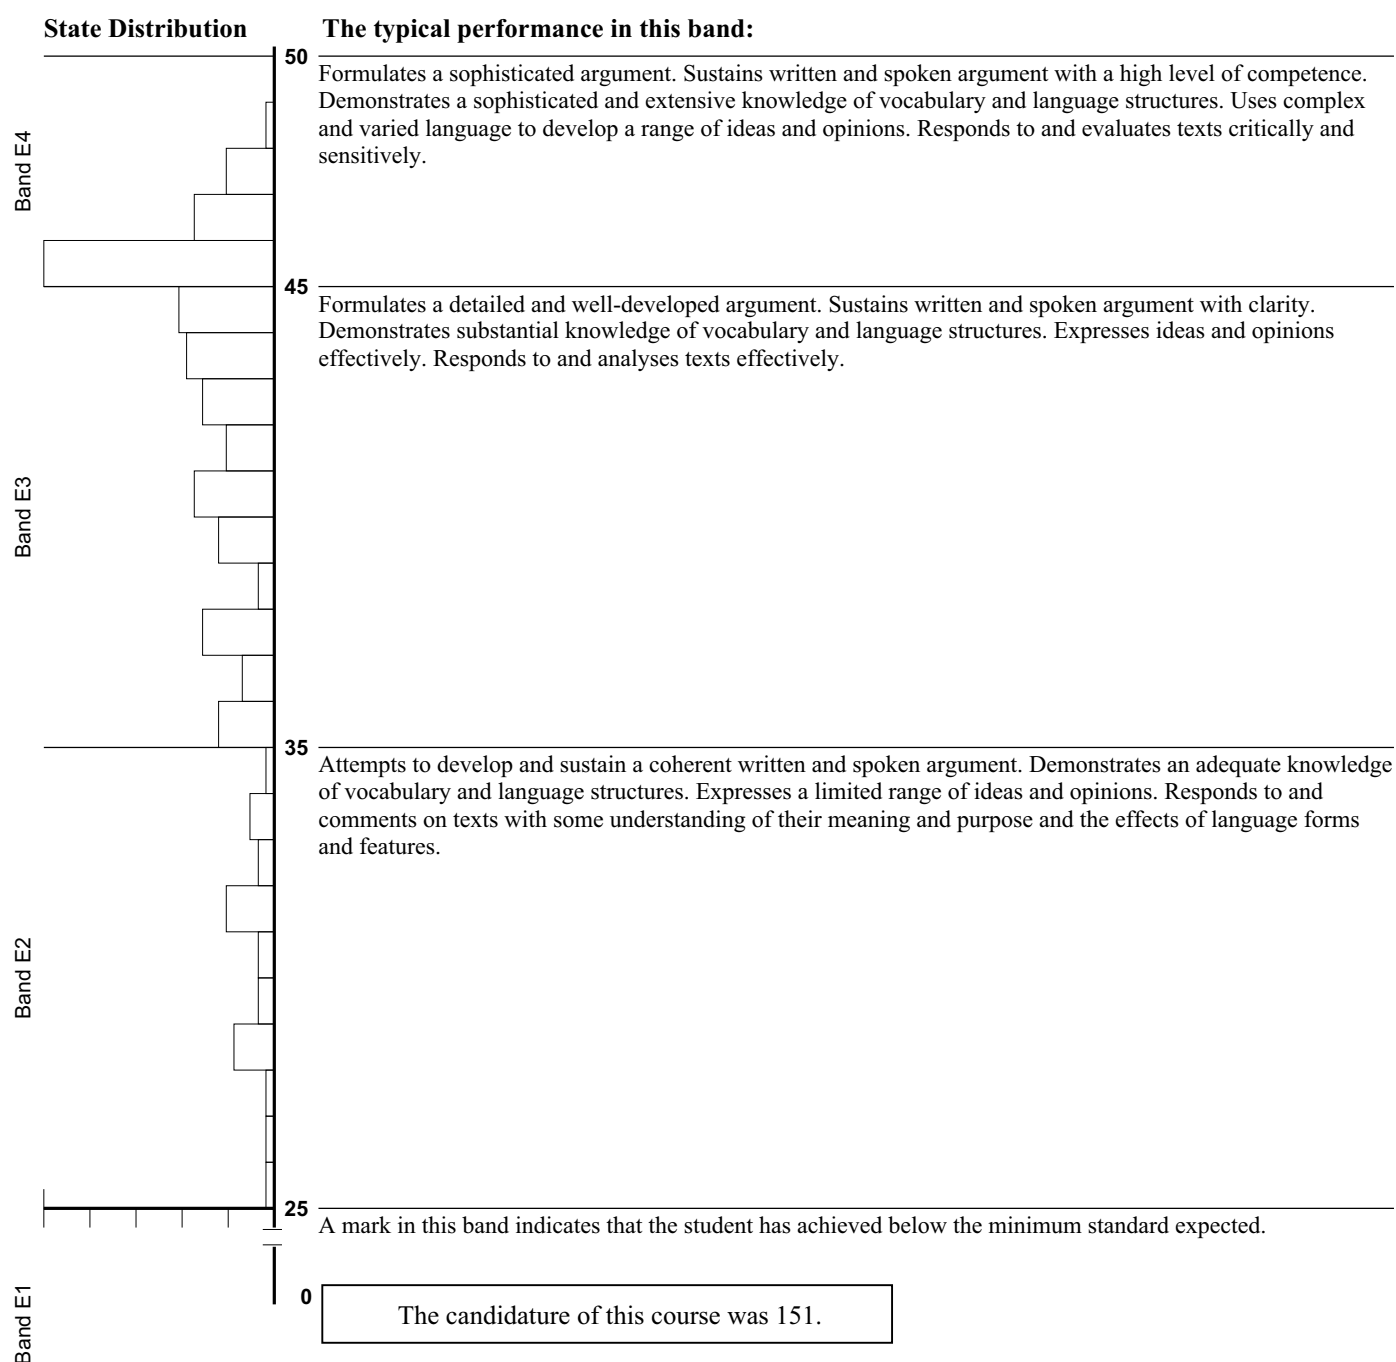 State Distribution
The typical performance in this band:
50
Formulates a sophisticated argument. Sustains written and spoken argument with a high level of competence.
Demonstrates a sophisticated and extensive knowledge of vocabulary and language structures. Uses complex
and varied language to develop a range of ideas and opinions. Responds to and evaluates texts critically and
sensitively.
Band E4
45
Formulates a detailed and well-developed argument. Sustains written and spoken argument with clarity.
Demonstrates substantial knowledge of vocabulary and language structures. Expresses ideas and opinions
effectively. Responds to and analyses texts effectively.
Band E3
35
Attempts to develop and sustain a coherent written and spoken argument. Demonstrates an adequate knowledge
of vocabulary and language structures. Expresses a limited range of ideas and opinions. Responds to and
comments on texts with some understanding of their meaning and purpose and the effects of language forms
and features.
Band E2
25
A mark in this band indicates that the student has achieved below the minimum standard expected.
0
The candidature of this course was 151.
Band E1